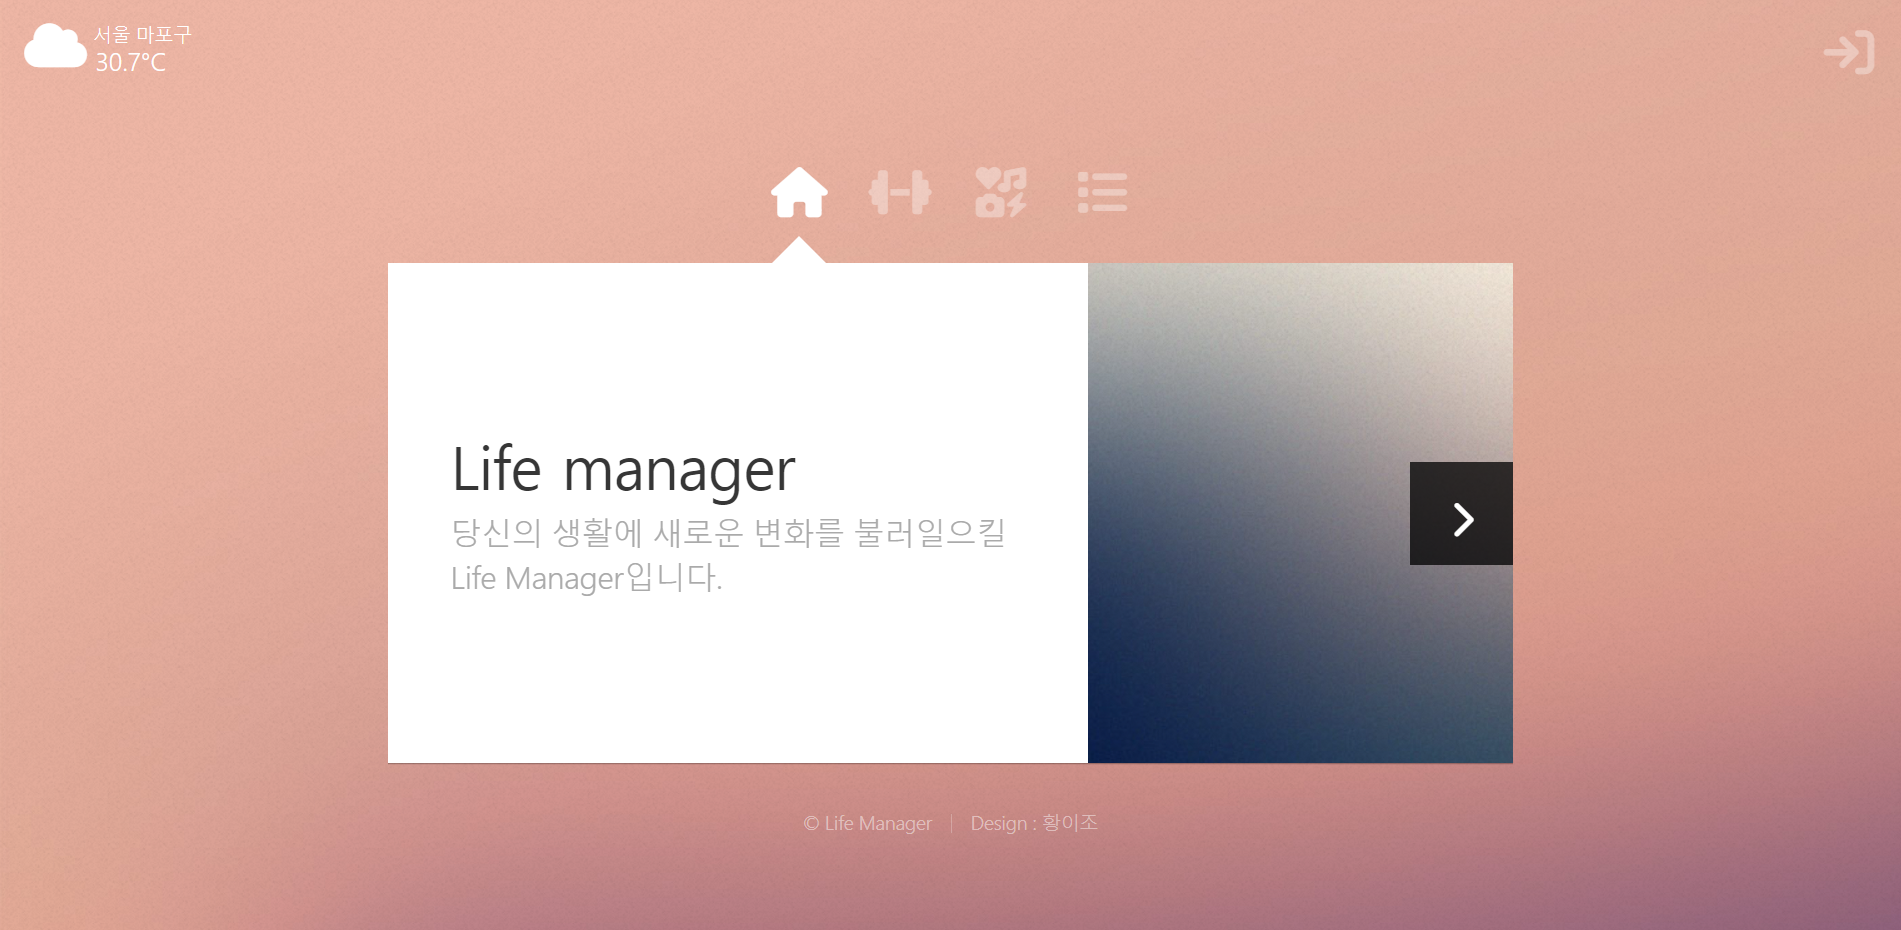 서울 마포구
30.7°C
Life manager
당신의 생활에 새로운 변화를 불러일으킬
Life Manager입니다.
© Life Manager | Design : 황이조